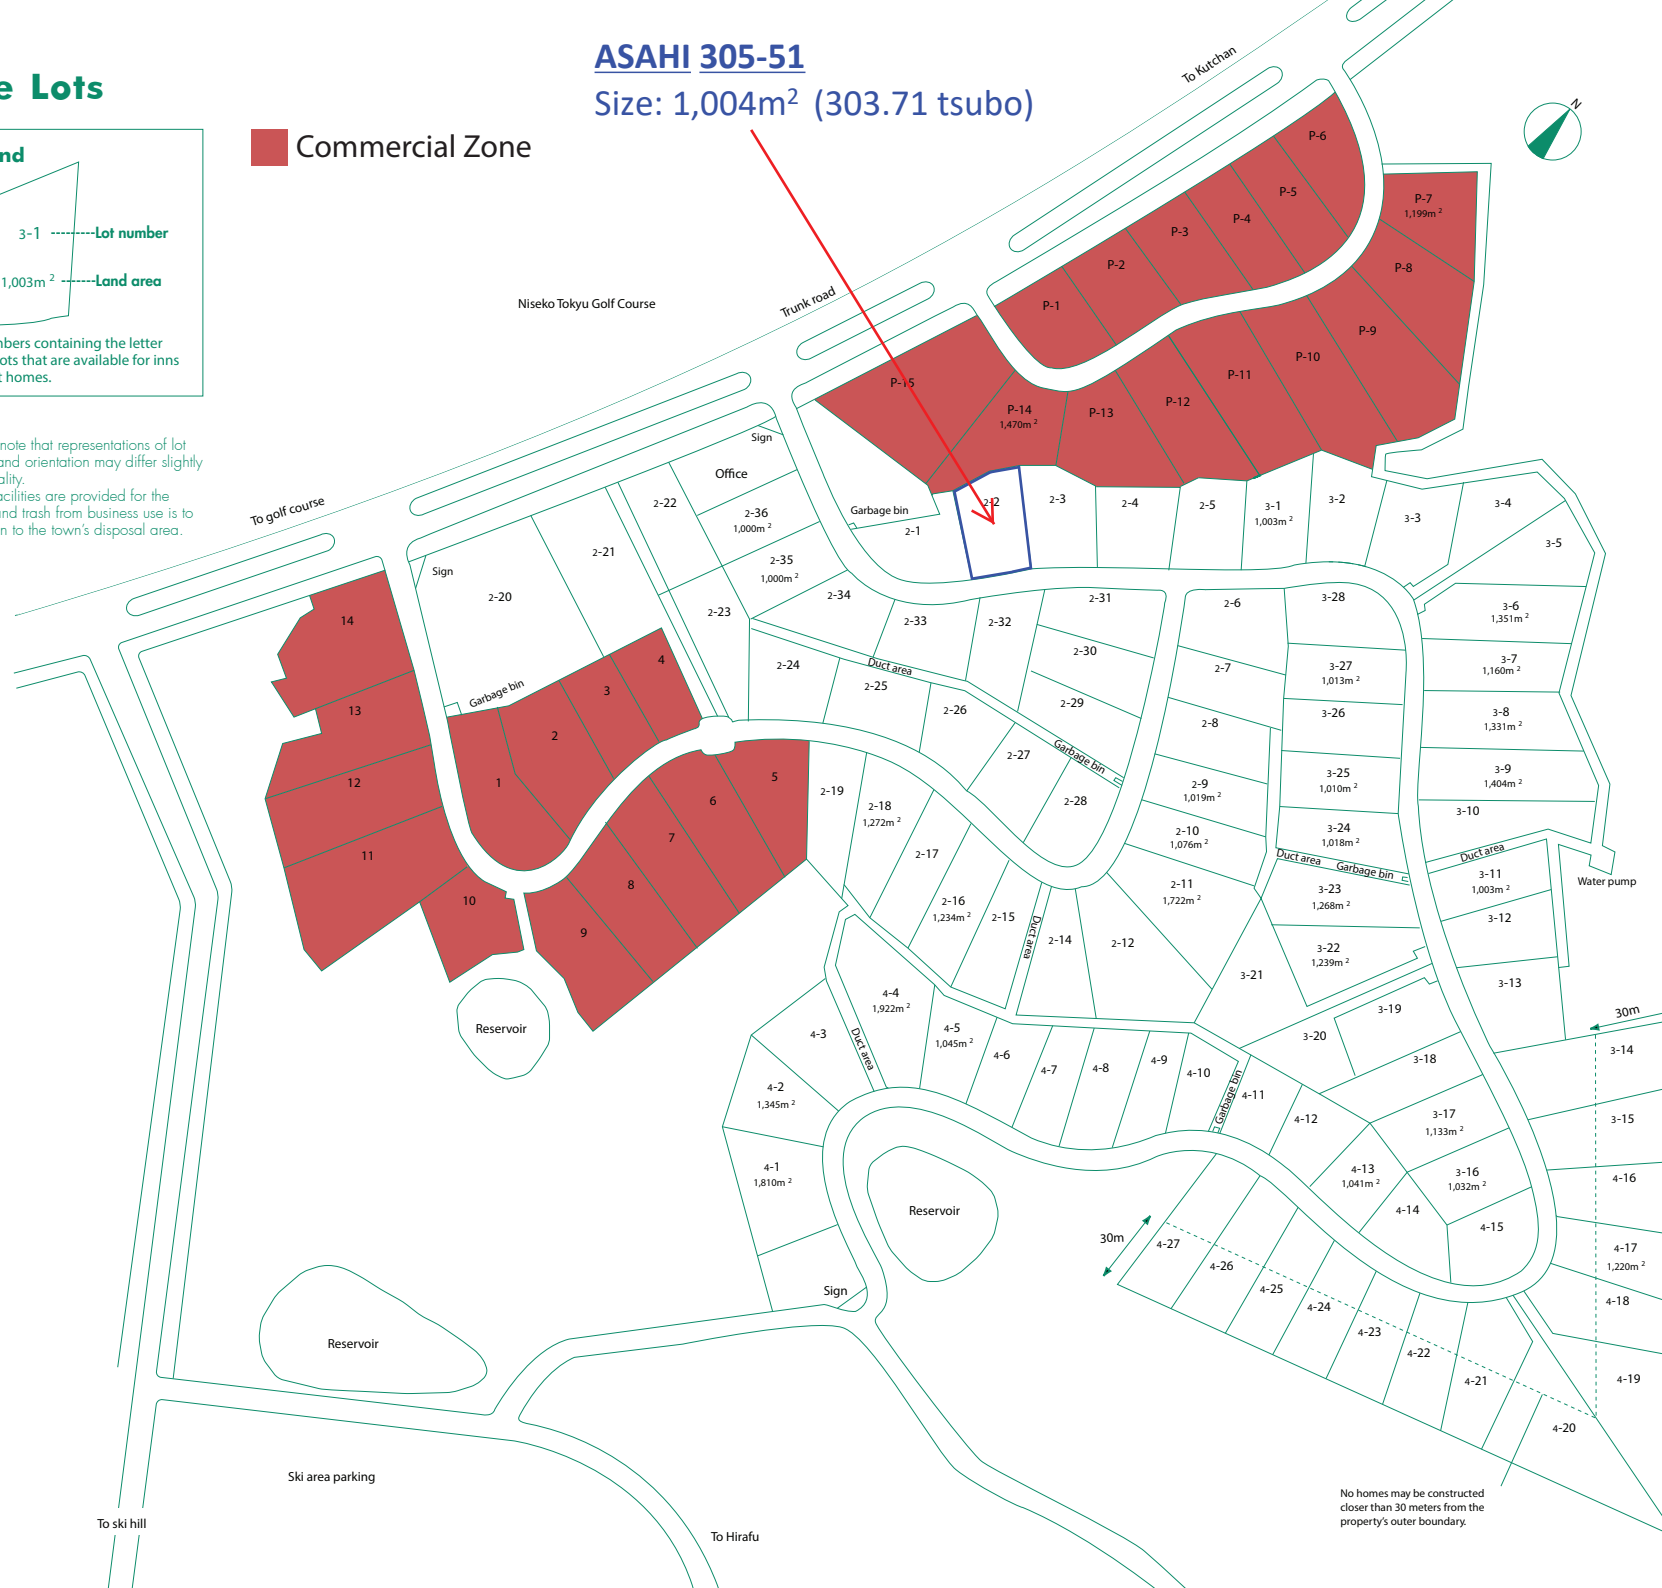 ASAHI 305-51
Size: 1,004m² (303.71 tsubo)
e Lots
Commercial Zone
nd
3-1 Lot number
1,003m² Land area
nbers containing the letter
ots that are available for inns
t homes.
note that representations of lot
and orientation may differ slightly
ality.
acilities are provided for the
and trash from business use is to
n to the town's disposal area.
N
To Kutchan
Trunk road
To golf course
Niseko Tokyu Golf Course
P-6
P-5
P-4
P-3
P-2
P-1
P-7
1,199m²
P-8
P-9
P-10
P-11
P-12
P-13
P-14
1,470m²
P-15
Sign
Office
2-22
2-36
1,000m²
2-35
1,000m²
2-21
2-20
Sign
2-23
2-34
Garbage bin
2-1
2-2
2-3
2-4
2-5
3-1
1,003m²
3-2
3-3
3-4
3-5
3-6
1,351m²
3-7
1,160m²
3-8
1,331m²
3-9
1,404m²
3-10
2-33
2-32
2-31
2-30
2-29
2-6
2-7
2-8
2-9
1,019m²
2-10
1,076m²
2-11
1,722m²
3-28
3-27
1,013m²
3-26
3-25
1,010m²
3-24
1,018m²
Duct area
Garbage bin
3-23
1,268m²
3-22
1,239m²
3-21
Duct area
3-11
1,003m²
3-12
3-13
Water pump
14
13
12
11
10
Garbage bin
1
2
3
4
5
6
7
8
9
2-24
Duct area
2-25
2-26
2-27
Garbage bin
2-28
2-19
2-18
1,272m²
2-17
2-16
1,234m²
2-15
Duct area
2-14
2-12
Reservoir
4-4
1,922m²
4-3
Duct area
4-5
1,045m²
4-6
4-7
4-8
4-9
4-10
Garbage bin
4-11
4-12
3-20
3-19
3-18
3-17
1,133m²
3-16
1,032m²
4-13
1,041m²
4-14
4-15
30m
3-14
3-15
4-16
4-17
1,220m²
4-18
4-19
4-20
4-2
1,345m²
4-1
1,810m²
Sign
Reservoir
30m
4-27
4-26
4-25
4-24
4-23
4-22
4-21
Reservoir
Ski area parking
To ski hill
To Hirafu
No homes may be constructed
closer than 30 meters from the
property's outer boundary.